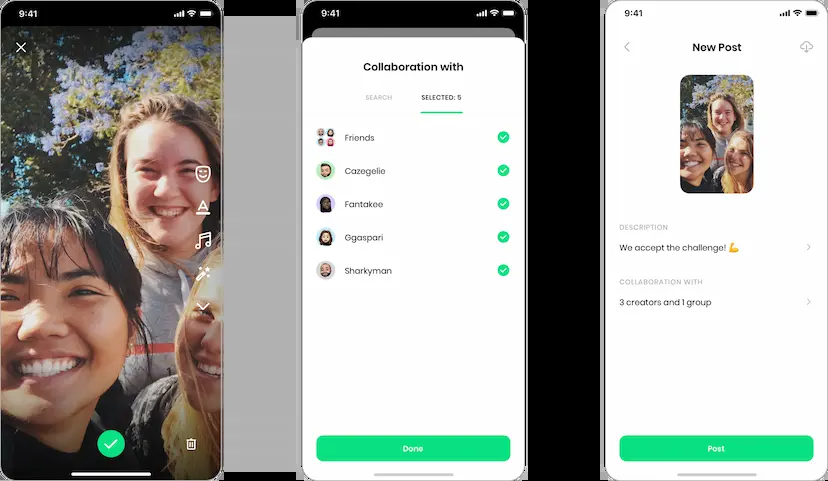 9:41
9:41
Collaboration with
SEARCH
SELECTED: 5
Friends
Cazegelie
Fantakee
Ggaspari
Sharkyman
Done
9:41
New Post
DESCRIPTION
We accept the challenge! 💪
COLLABORATION WITH
3 creators and 1 group
Post